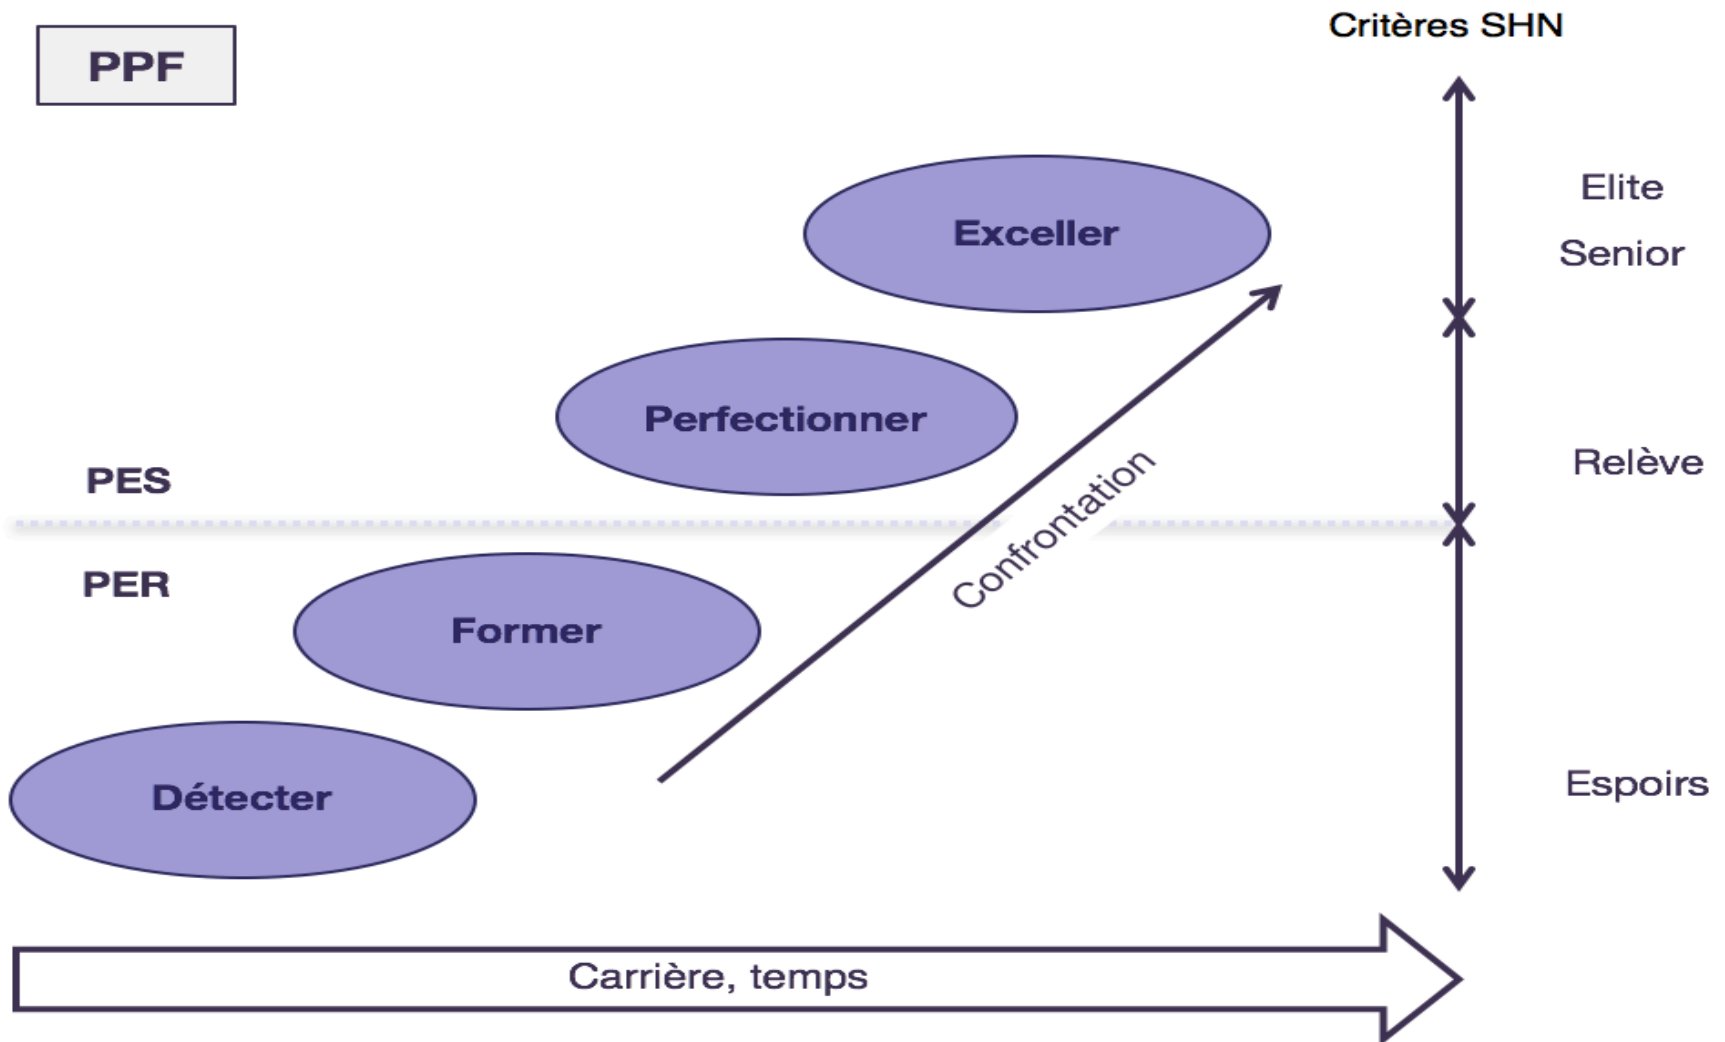 Critères SHN
PPF
Elite
Exceller
Senior
Perfectionner
Relève
PES
Confrontation
PER
Former
Espoirs
Détecter
Carrière, temps